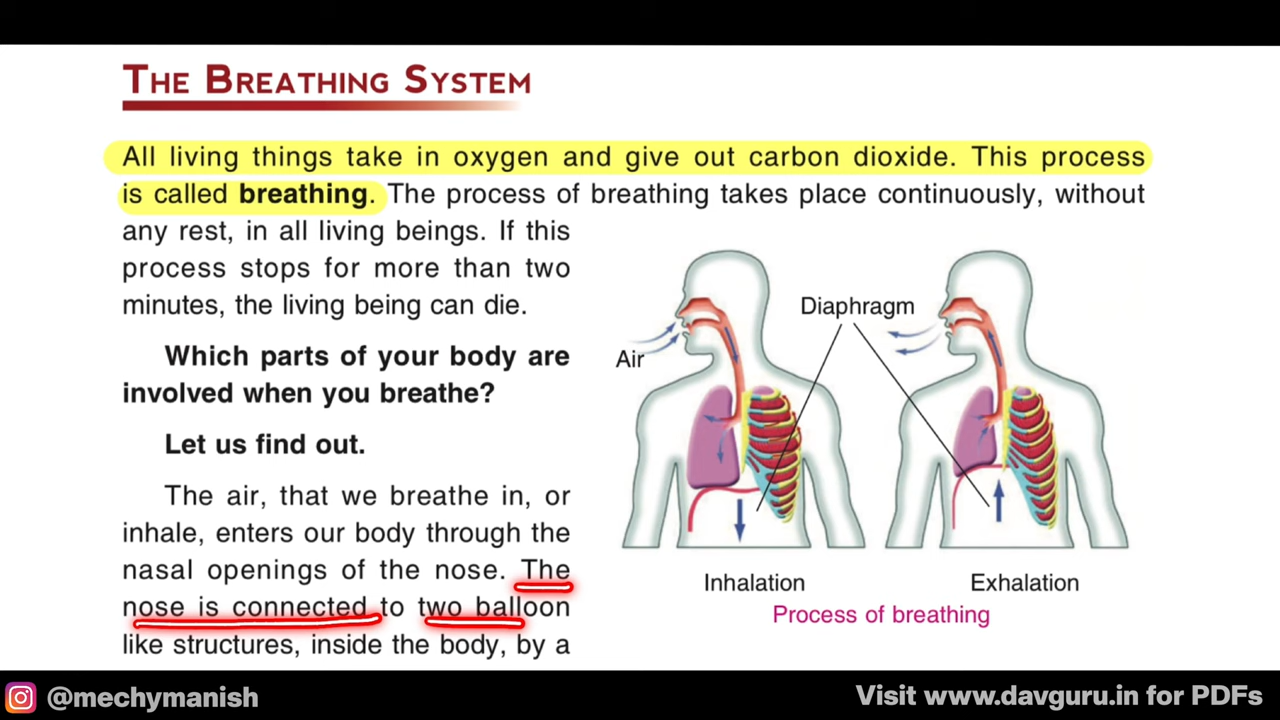 THE BREATHING SYSTEM
All living things take in oxygen and give out carbon dioxide. This process
is called breathing. The process of breathing takes place continuously, without
any rest, in all living beings. If this
process stops for more than two
minutes, the living being can die.
Which parts of your body are
involved when you breathe?
Let us find out.
The air, that we breathe in, or
inhale, enters our body through the
nasal openings of the nose. The
nose is connected to two balloon
like structures, inside the body, by a
Diaphragm
Air
Inhalation
Exhalation
Process of breathing
@mechymanish
Visit www.davguru.in for PDFs